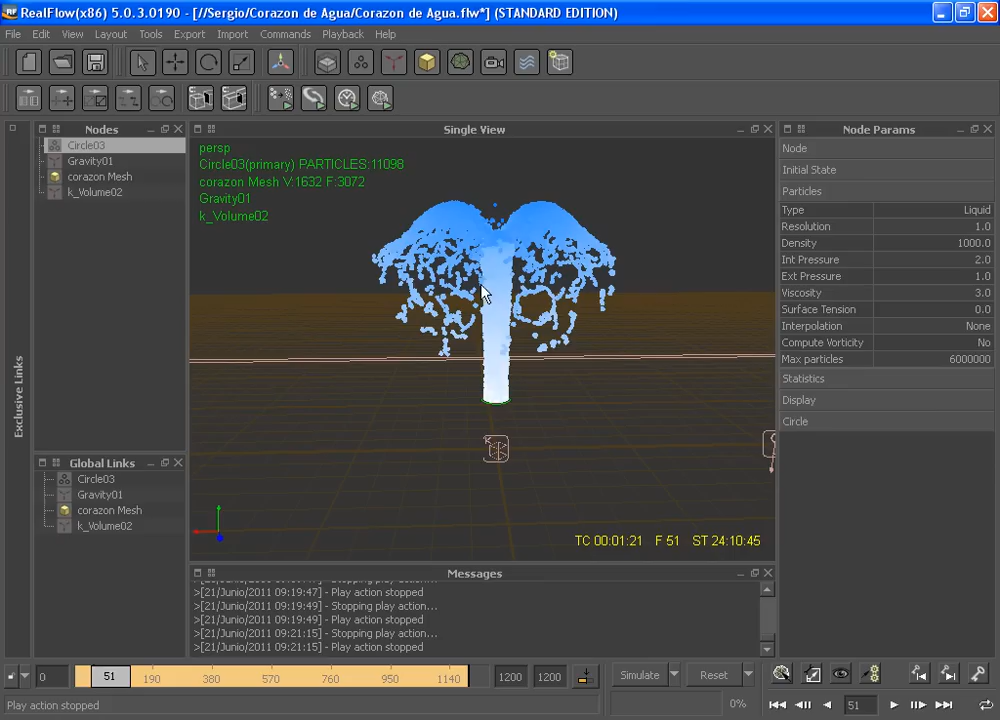 RealFlow(x86) 5.0.3.0190 - [//Sergio/Corazon de Agua/Corazon de Agua.flw*] (STANDARD EDITION)
File Edit View Layout Tools Export Import Commands Playback Help
Nodes
Circle03
Gravity01
corazon Mesh
k_Volume02
Exclusive Links
Global Links
Circle03
Gravity01
corazon Mesh
k_Volume02
Single View
persp
Circle03(primary) PARTICLES:11098
corazon Mesh V:1632 F:3072
Gravity01
k_Volume02
TC 00:01:21 F 51 ST 24:10:45
Messages
>[21/Junio/2011 09:19:47] - Play action stopped
>[21/Junio/2011 09:19:49] - Stopping play action...
>[21/Junio/2011 09:19:49] - Play action stopped
>[21/Junio/2011 09:21:15] - Stopping play action...
>[21/Junio/2011 09:21:15] - Play action stopped
Node Params
Node
Initial State
Particles
Type Liquid
Resolution 1.0
Density 1000.0
Int Pressure 2.0
Ext Pressure 1.0
Viscosity 3.0
Surface Tension 0.0
Interpolation None
Compute Vorticity No
Max particles 6000000
Statistics
Display
Circle
0 51 190 380 570 760 950 1140 1200 1200 Simulate Reset
Play action stopped 0% 51